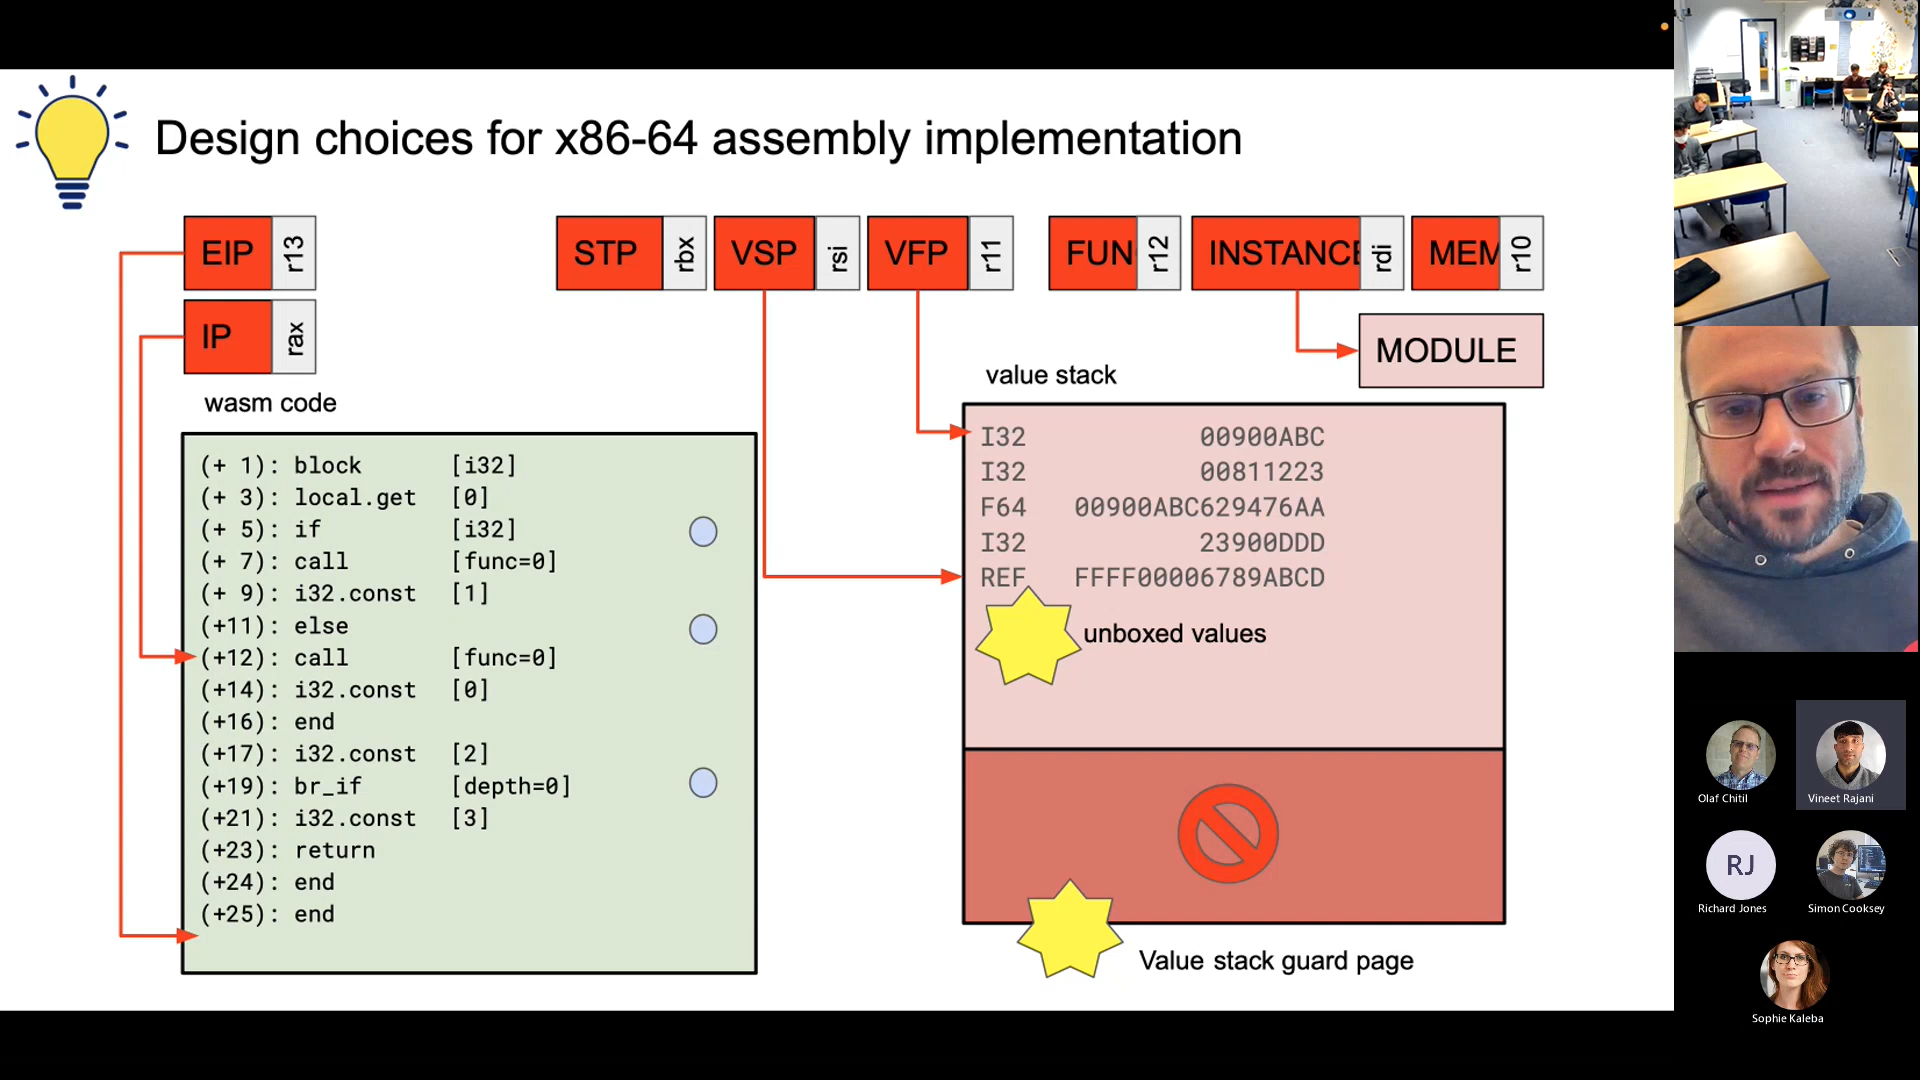 Design choices for x86-64 assembly implementation
EIP r13
STP rbx
VSP rsi
VFP r11
FUN r12
INSTANCE rdi
MEM r10
IP rax
MODULE
wasm code
value stack
(+ 1): block [i32]
(+ 3): local.get [0]
(+ 5): if [i32]
(+ 7): call [func=0]
(+ 9): i32.const [1]
(+11): else
(+12): call [func=0]
(+14): i32.const [0]
(+16): end
(+17): i32.const [2]
(+19): br_if [depth=0]
(+21): i32.const [3]
(+23): return
(+24): end
(+25): end
I32 00900ABC
I32 00811223
F64 00900ABC629476AA
I32 23900DDD
REF FFFF00006789ABCD
unboxed values
Value stack guard page
Olaf Chitil
Vineet Rajani
RJ
Richard Jones
Simon Cooksey
Sophie Kaleba